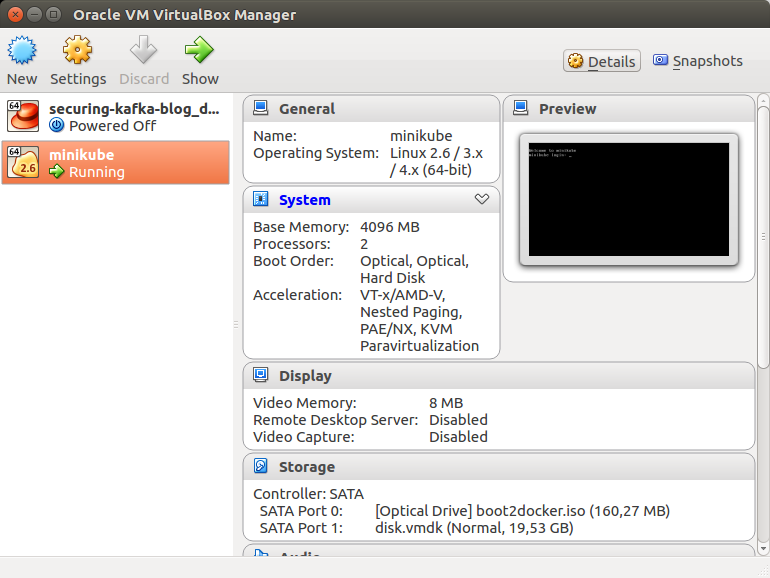 Oracle VM VirtualBox Manager
New
Settings
Discard
Show
Details
Snapshots
64
securing-kafka-blog_d...
Powered Off
64
2.6
minikube
Running
General
Name: minikube
Operating System: Linux 2.6 / 3.x
/ 4.x (64-bit)
System
Base Memory: 4096 MB
Processors: 2
Boot Order: Optical, Optical,
Hard Disk
Acceleration: VT-x/AMD-V,
Nested Paging,
PAE/NX, KVM
Paravirtualization
Preview
Welcome to minikube
minikube login: _
Display
Video Memory: 8 MB
Remote Desktop Server: Disabled
Video Capture: Disabled
Storage
Controller: SATA
SATA Port 0: [Optical Drive] boot2docker.iso (160,27 MB)
SATA Port 1: disk.vmdk (Normal, 19,53 GB)
Audio